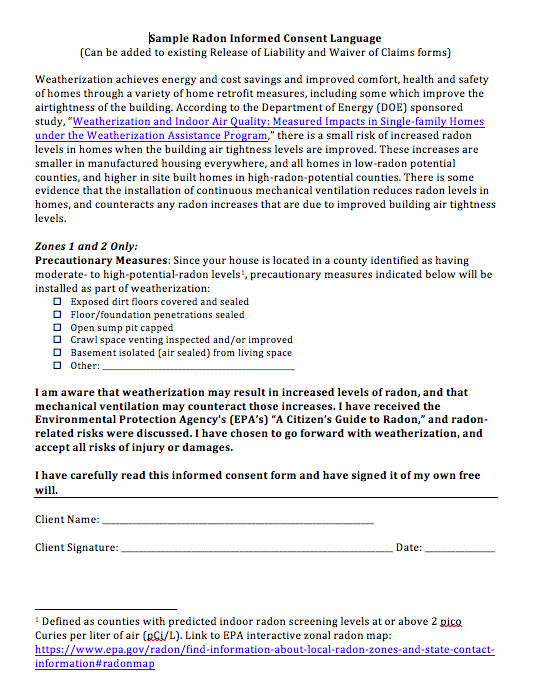 Sample Radon Informed Consent Language
(Can be added to existing Release of Liability and Waiver of Claims forms)
Weatherization achieves energy and cost savings and improved comfort, health and safety
of homes through a variety of home retrofit measures, including some which improve the
airtightness of the building. According to the Department of Energy (DOE) sponsored
study, “Weatherization and Indoor Air Quality: Measured Impacts in Single-family Homes
under the Weatherization Assistance Program,” there is a small risk of increased radon
levels in homes when the building air tightness levels are improved. These increases are
smaller in manufactured housing everywhere, and all homes in low-radon potential
counties, and higher in site built homes in high-radon-potential counties. There is some
evidence that the installation of continuous mechanical ventilation reduces radon levels in
homes, and counteracts any radon increases that are due to improved building air tightness
levels.
Zones 1 and 2 Only:
Precautionary Measures: Since your house is located in a county identified as having
moderate- to high-potential-radon levels¹, precautionary measures indicated below will be
installed as part of weatherization:
☐ Exposed dirt floors covered and sealed
☐ Floor/foundation penetrations sealed
☐ Open sump pit capped
☐ Crawl space venting inspected and/or improved
☐ Basement isolated (air sealed) from living space
☐ Other: ______________________________________
I am aware that weatherization may result in increased levels of radon, and that
mechanical ventilation may counteract those increases. I have received the
Environmental Protection Agency’s (EPA’s) “A Citizen’s Guide to Radon,” and radon-
related risks were discussed. I have chosen to go forward with weatherization, and
accept all risks of injury or damages.
I have carefully read this informed consent form and have signed it of my own free
will.
Client Name: ______________________________________________________
Client Signature: ______________________________________________________ Date: ______________
¹ Defined as counties with predicted indoor radon screening levels at or above 2 pico
Curies per liter of air (pCi/L). Link to EPA interactive zonal radon map:
https://www.epa.gov/radon/find-information-about-local-radon-zones-and-state-contact-
information#radonmap